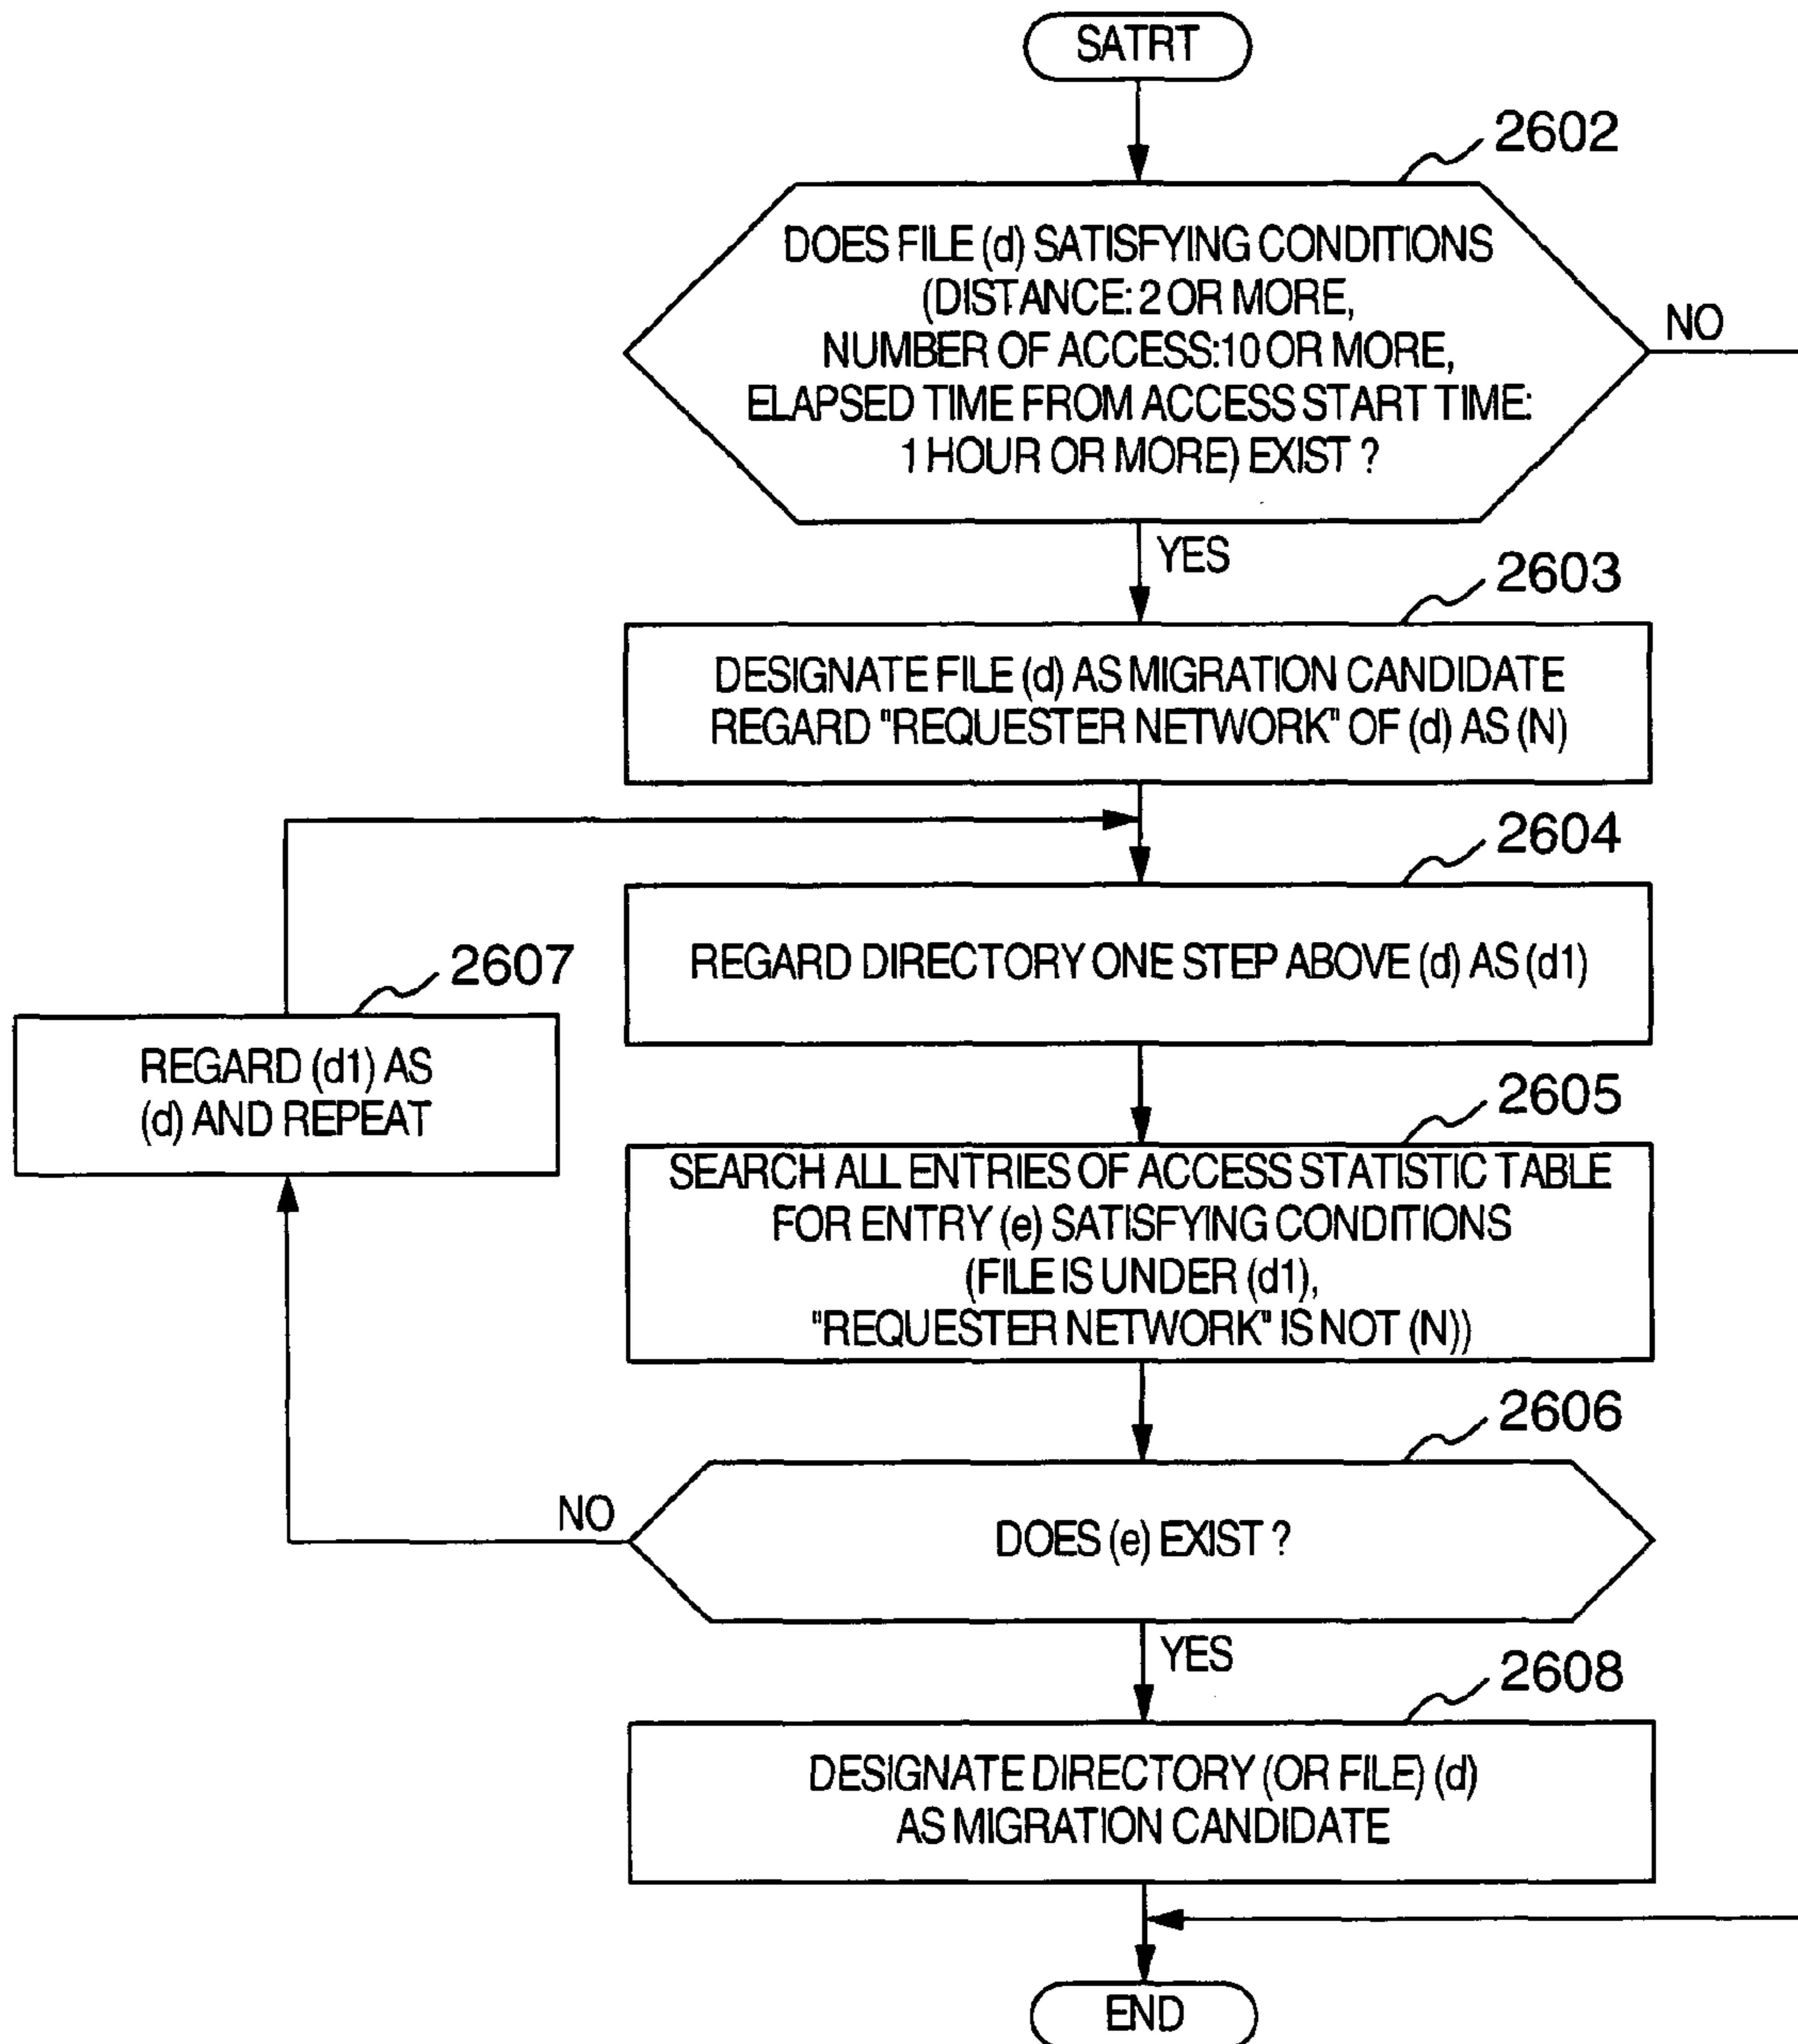 SATRT
2602
DOES FILE (d) SATISFYING CONDITIONS
(DISTANCE: 2 OR MORE,
NUMBER OF ACCESS:10 OR MORE,
ELAPSED TIME FROM ACCESS START TIME:
1 HOUR OR MORE) EXIST ?
NO
YES
2603
DESIGNATE FILE (d) AS MIGRATION CANDIDATE
REGARD "REQUESTER NETWORK" OF (d) AS (N)
2604
REGARD DIRECTORY ONE STEP ABOVE (d) AS (d1)
2607
REGARD (d1) AS
(d) AND REPEAT
2605
SEARCH ALL ENTRIES OF ACCESS STATISTIC TABLE
FOR ENTRY (e) SATISFYING CONDITIONS
(FILE IS UNDER (d1),
"REQUESTER NETWORK" IS NOT (N))
2606
NO
DOES (e) EXIST ?
YES
2608
DESIGNATE DIRECTORY (OR FILE) (d)
AS MIGRATION CANDIDATE
END